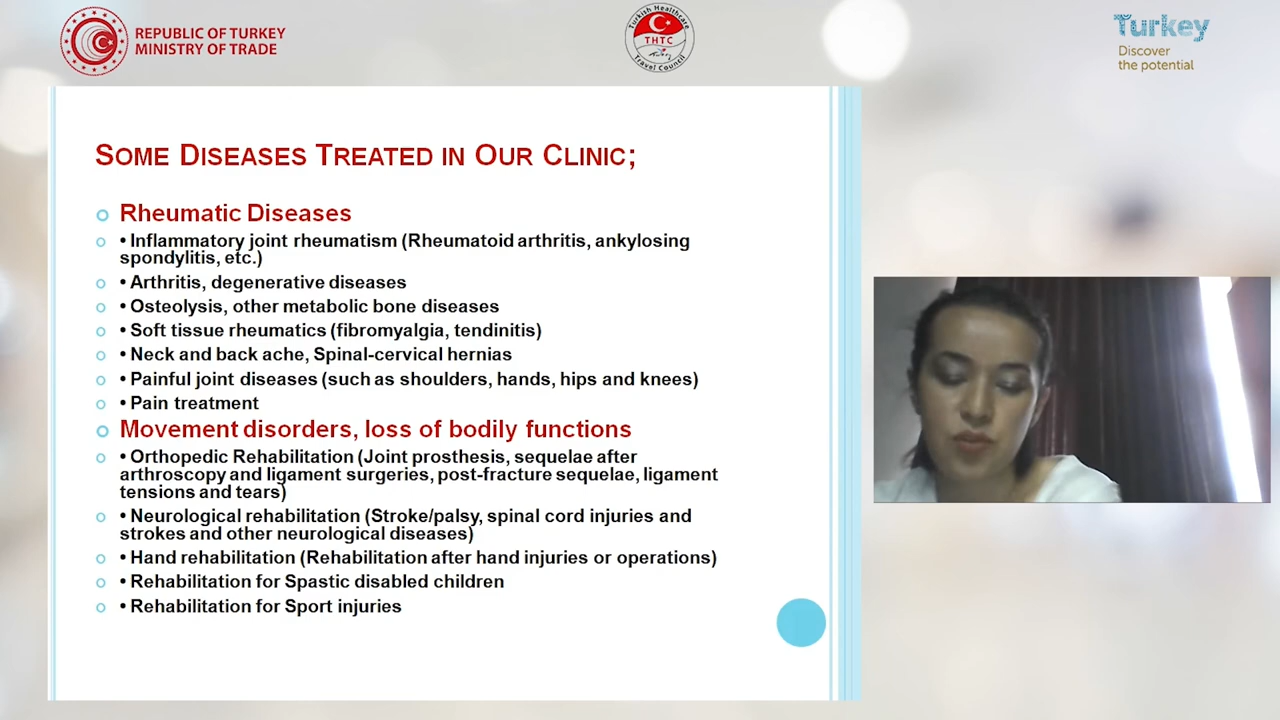 REPUBLIC OF TURKEY
MINISTRY OF TRADE
Turkish Healthcare
THTC
Travel Council
Turkey
Discover
the potential
SOME DISEASES TREATED IN OUR CLINIC;
Rheumatic Diseases
• Inflammatory joint rheumatism (Rheumatoid arthritis, ankylosing
spondylitis, etc.)
• Arthritis, degenerative diseases
• Osteolysis, other metabolic bone diseases
• Soft tissue rheumatics (fibromyalgia, tendinitis)
• Neck and back ache, Spinal-cervical hernias
• Painful joint diseases (such as shoulders, hands, hips and knees)
• Pain treatment
Movement disorders, loss of bodily functions
• Orthopedic Rehabilitation (Joint prosthesis, sequelae after
arthroscopy and ligament surgeries, post-fracture sequelae, ligament
tensions and tears)
• Neurological rehabilitation (Stroke/palsy, spinal cord injuries and
strokes and other neurological diseases)
• Hand rehabilitation (Rehabilitation after hand injuries or operations)
• Rehabilitation for Spastic disabled children
• Rehabilitation for Sport injuries